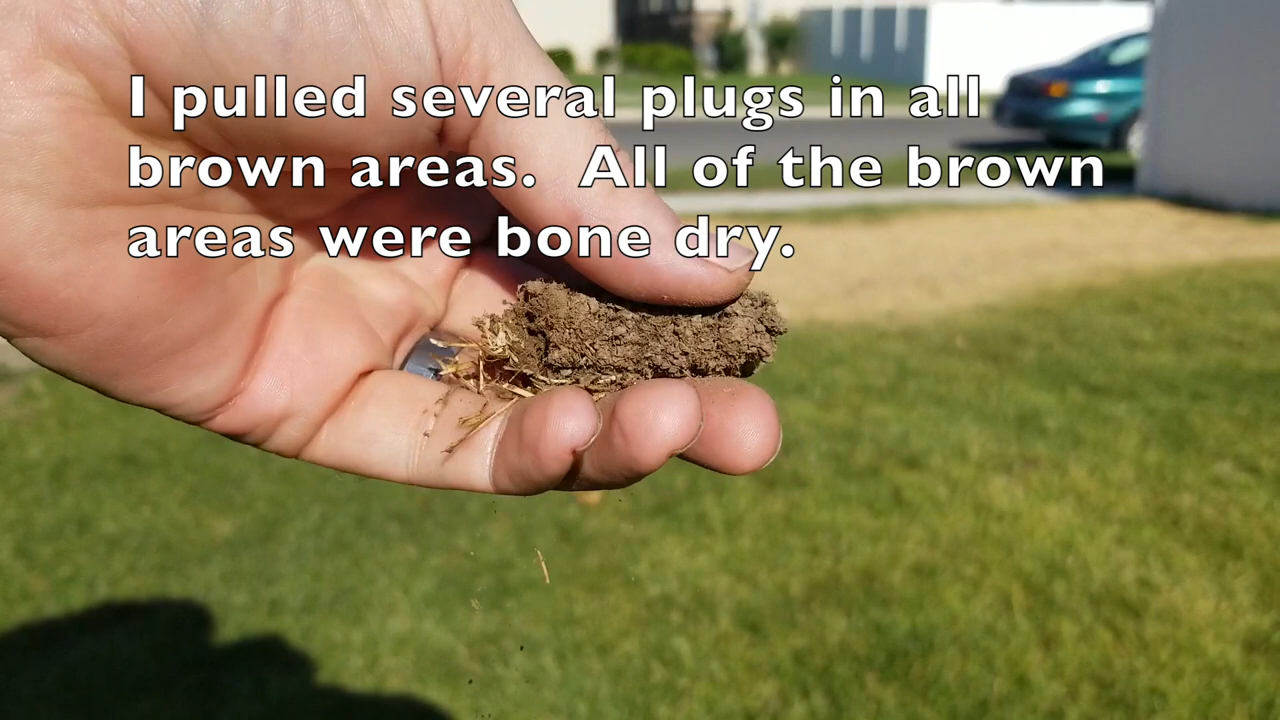 I pulled several plugs in all
brown areas.  All of the brown
areas were bone dry.